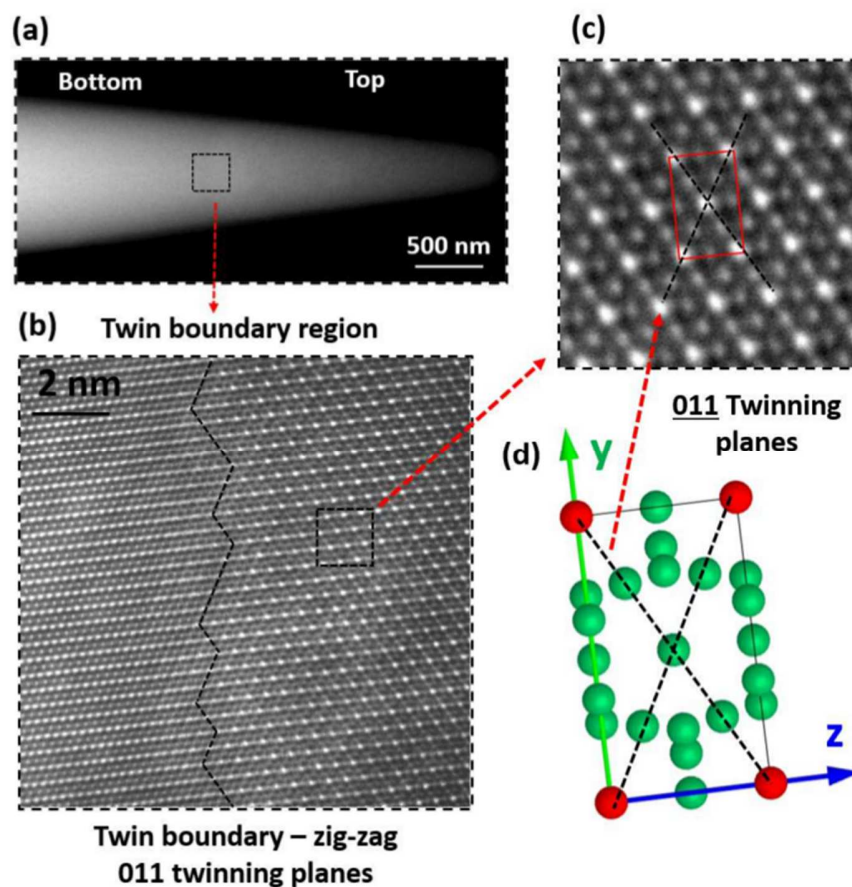 (a)
Bottom
Top
500 nm
(b)
Twin boundary region
2 nm
Twin boundary – zig-zag
011 twinning planes
(c)
011 Twinning
planes
(d)
y
z